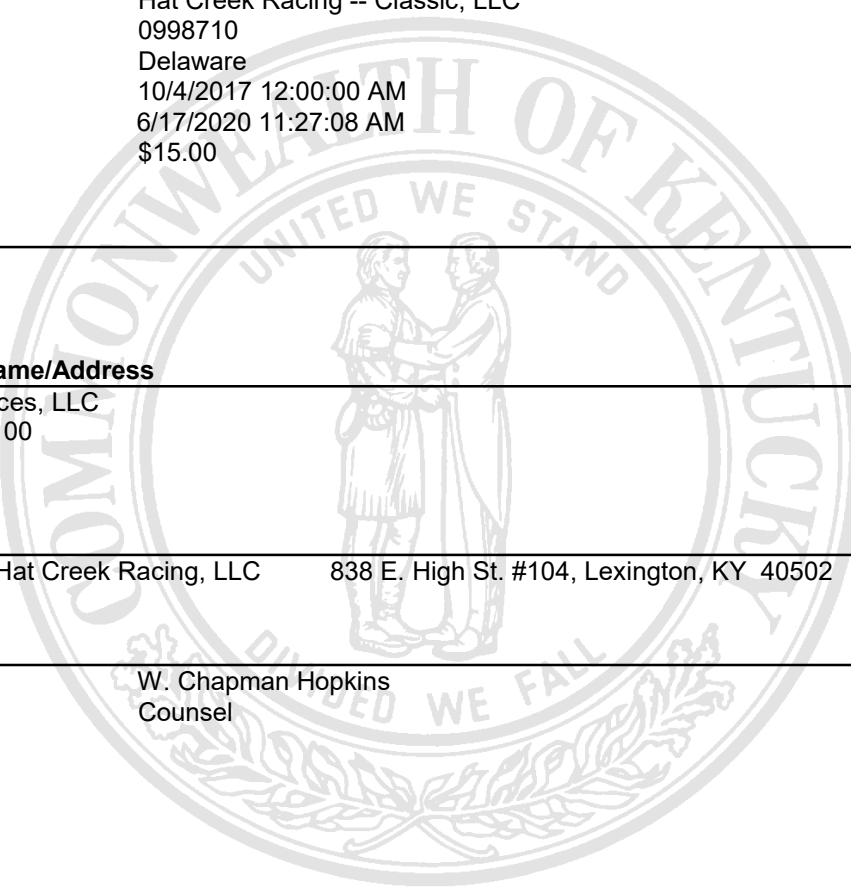 Hat Creek Racing -- Classic, LLC
0998710
Delaware
10/4/2017 12:00:00 AM
6/17/2020 11:27:08 AM
$15.00
COMMONWEALTH OF KENTUCKY
UNITED WE STAND
ame/Address
ces, LLC
00
Hat Creek Racing, LLC 838 E. High St. #104, Lexington, KY 40502
W. Chapman Hopkins
Counsel
DIVIDED WE FALL